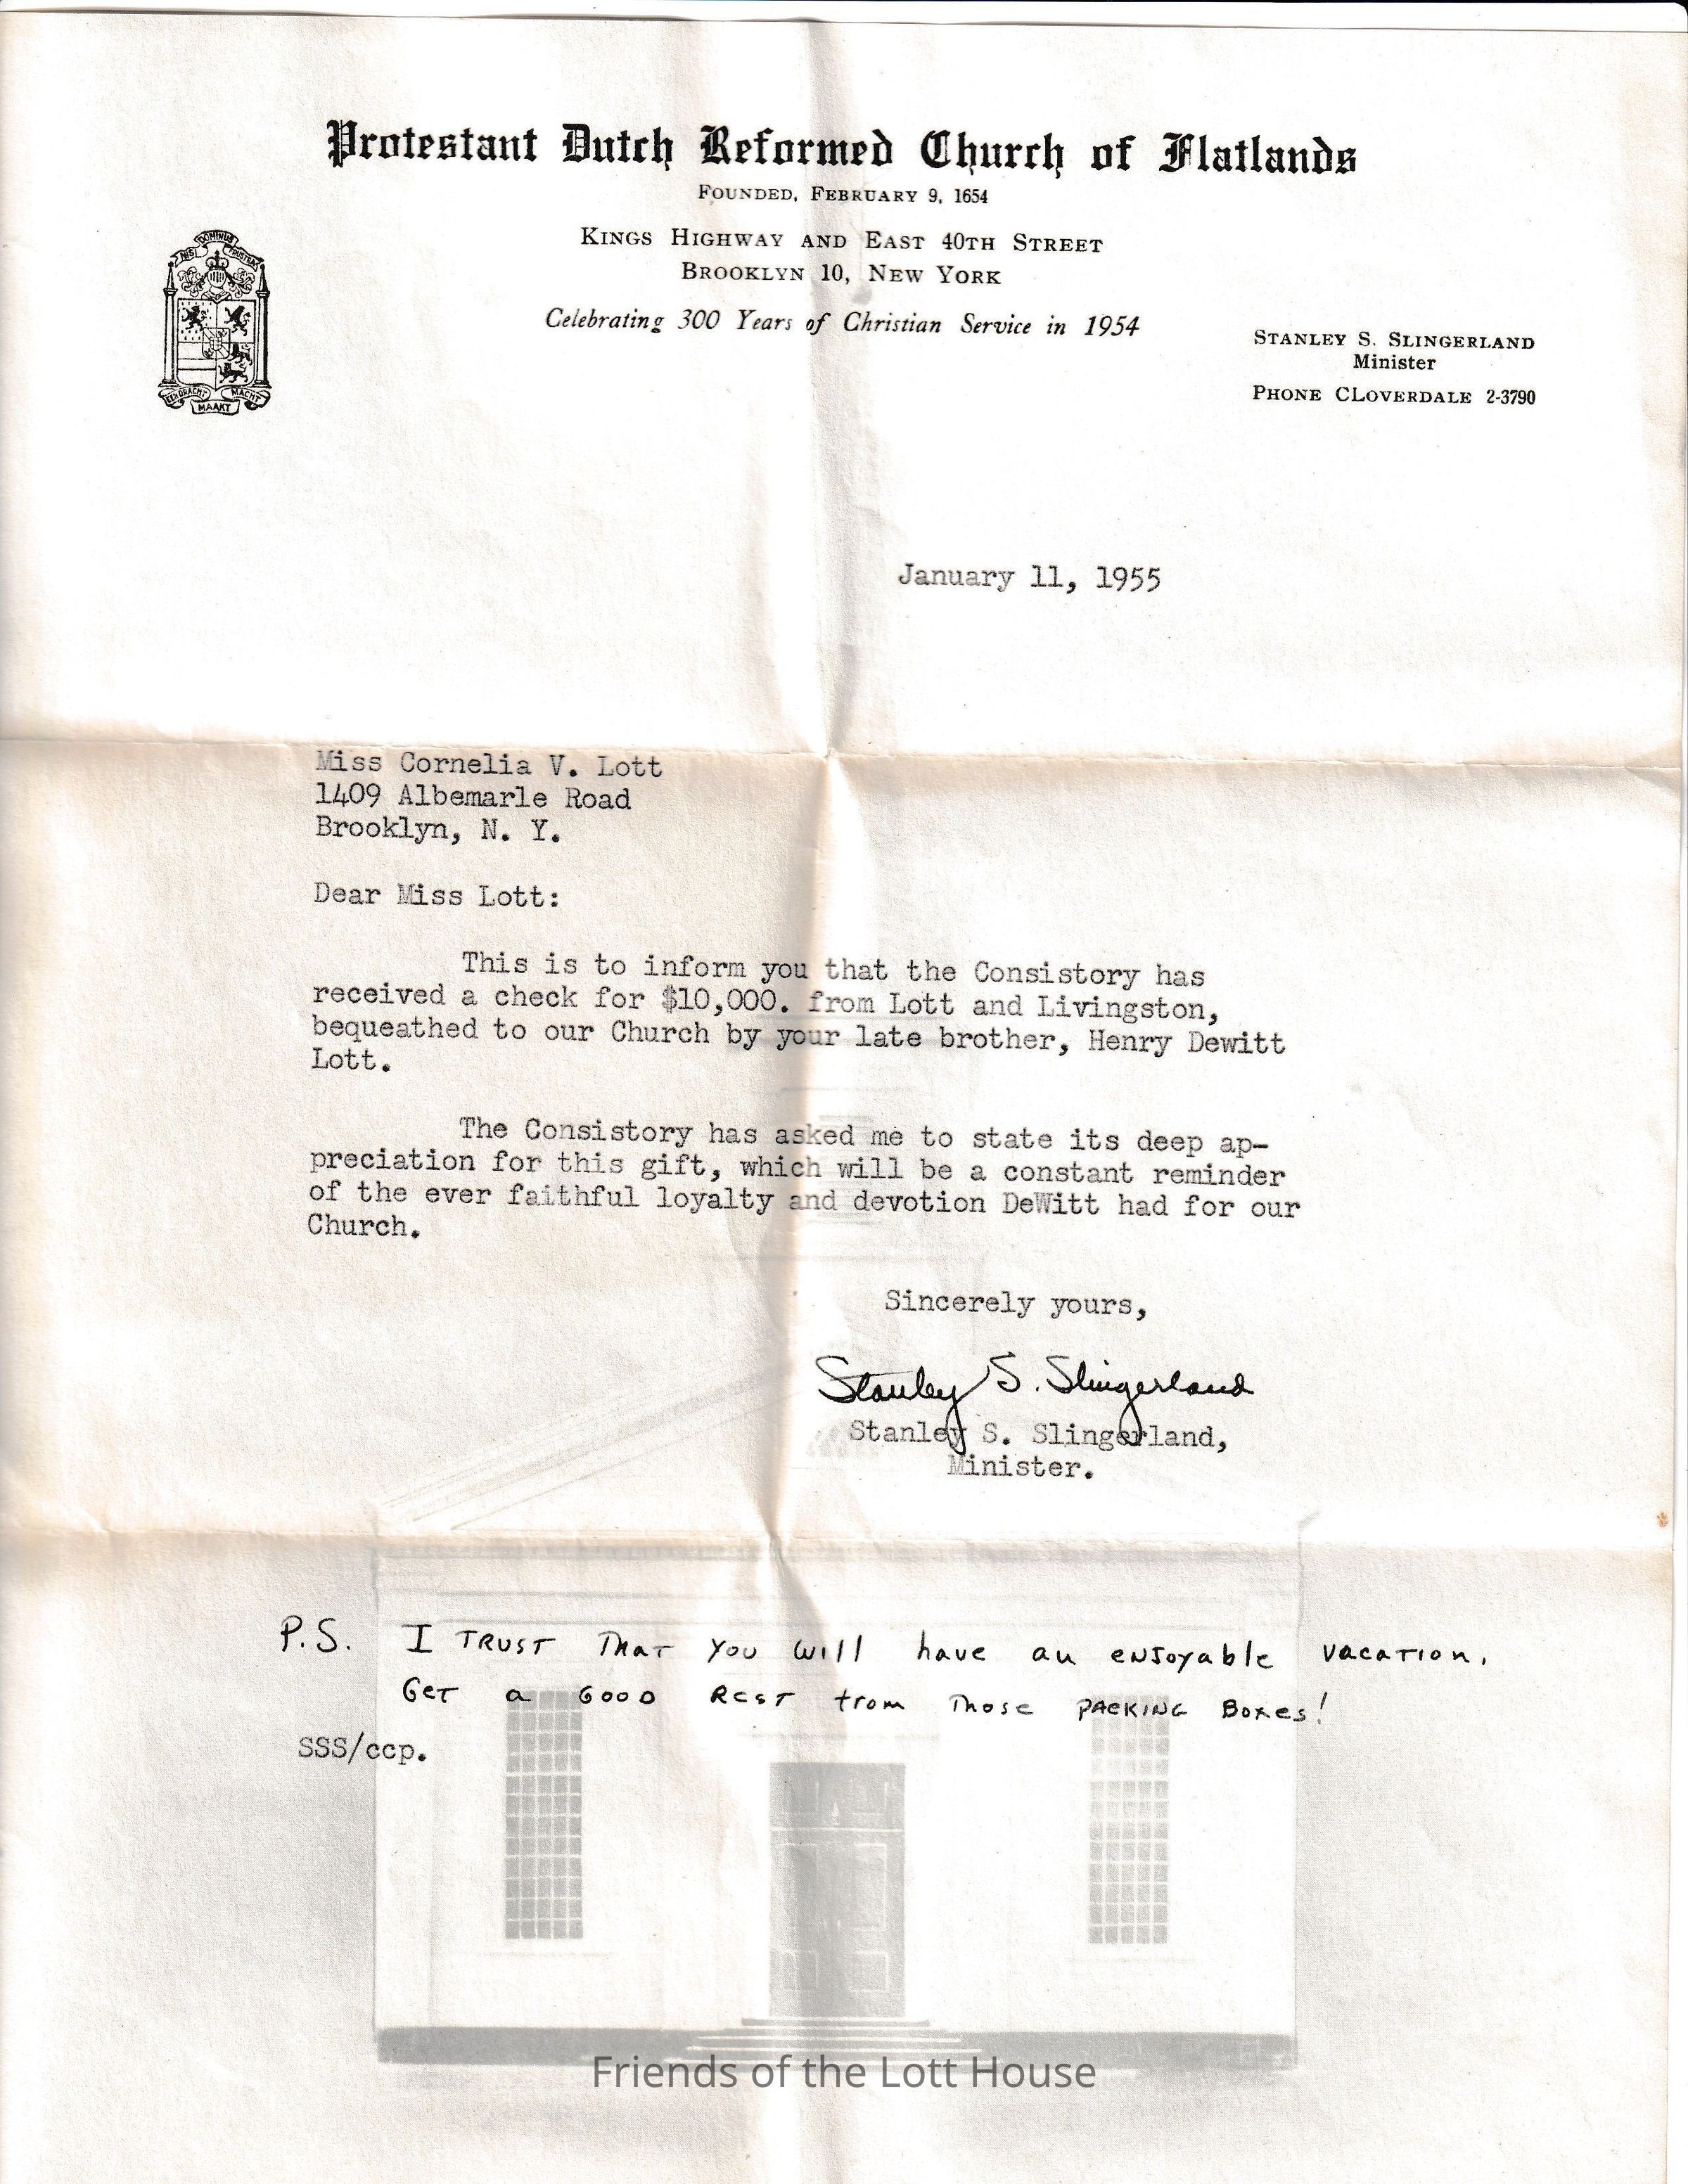 Protestant Dutch Reformed Church of Flatlands
FOUNDED, FEBRUARY 9, 1654
KINGS HIGHWAY AND EAST 40TH STREET
BROOKLYN 10, NEW YORK
Celebrating 300 Years of Christian Service in 1954
DOMINUS
NISI FRUSTRA
EENDRACHT MAAKT MACHT
STANLEY S. SLINGERLAND
Minister
PHONE CLOVERDALE 2-3790
January 11, 1955
Miss Cornelia V. Lott
1409 Albemarle Road
Brooklyn, N. Y.
Dear Miss Lott:
This is to inform you that the Consistory has
received a check for $10,000. from Lott and Livingston,
bequeathed to our Church by your late brother, Henry Dewitt
Lott.
The Consistory has asked me to state its deep ap-
preciation for this gift, which will be a constant reminder
of the ever faithful loyalty and devotion DeWitt had for our
Church.
Sincerely yours,
Stanley S. Slingerland
Stanley S. Slingerland,
Minister.
P.S. I TRUST THAT YOU WILL have an enjoyable vacation.
GET a GOOD REST from Those PACKING Boxes!
SSS/ccp.
Friends of the Lott House